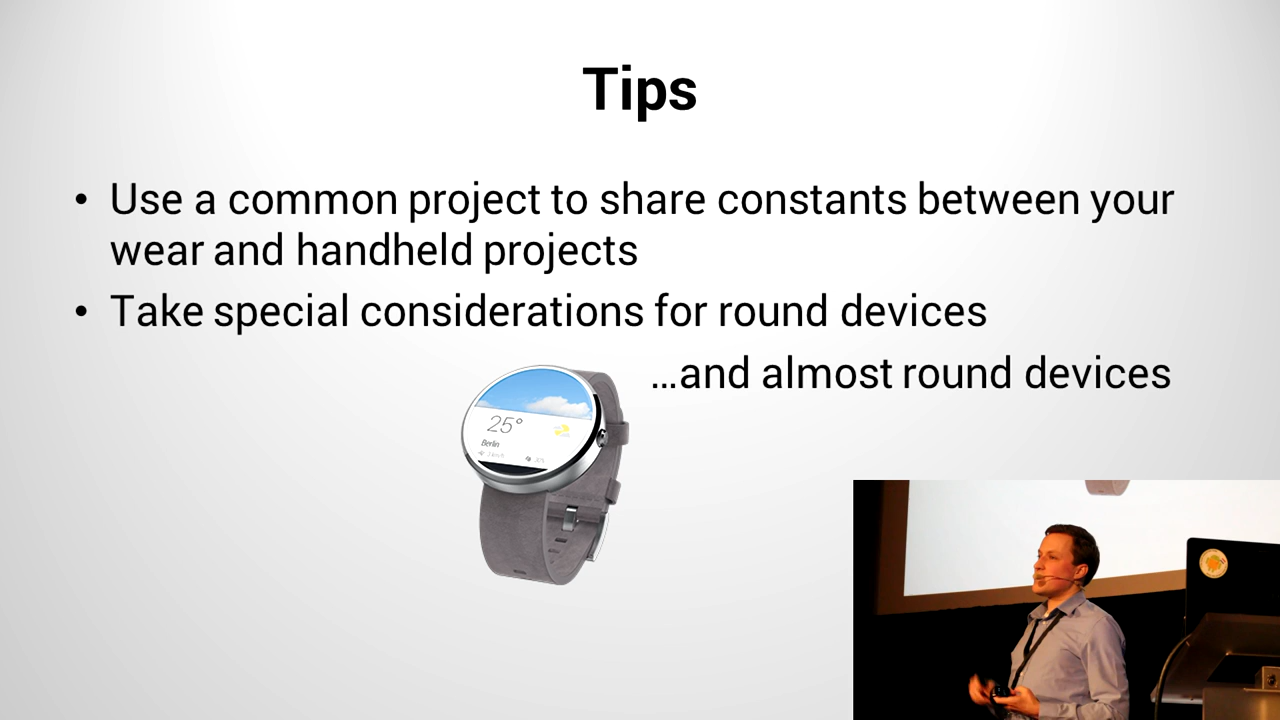 Tips
• Use a common project to share constants between your
wear and handheld projects
• Take special considerations for round devices
...and almost round devices
25°
Berlin